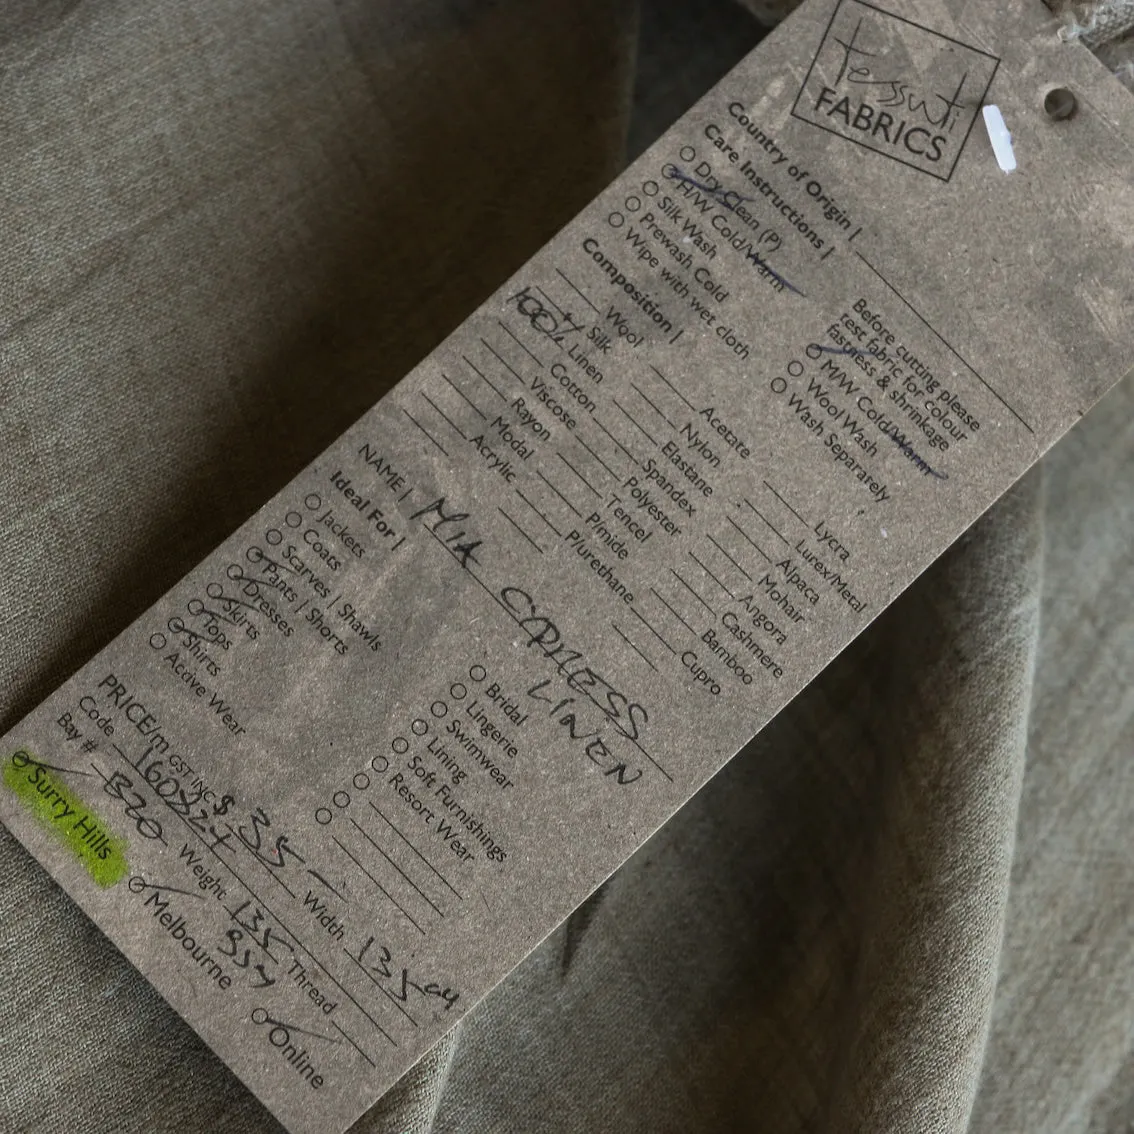 tessuti
FABRICS
Country of Origin |
Care Instructions |
Dry Clean (P)
H/W Cold/Warm
Silk Wash
Prewash Cold
Wipe with wet cloth
Before cutting please
test fabric for colour
fastness & shrinkage
M/W Cold/Warm
Wool Wash
Wash Separately
Composition |
Wool
Silk
100% Linen
Cotton
Viscose
Rayon
Modal
Acrylic
Acetate
Nylon
Elastane
Spandex
Polyester
Tencel
P/mide
P/urethane
Lycra
Lurex/Metal
Alpaca
Mohair
Angora
Cashmere
Bamboo
Cupro
NAME | MIA CYPRESS
LINEN
Ideal For |
Jackets
Coats
Scarves | Shawls
Pants | Shorts
Dresses
Skirts
Tops
Shirts
Active Wear
Bridal
Lingerie
Swimwear
Lining
Soft Furnishings
Resort Wear
PRICE/m GST INC $ 35 - Width 135cm
Code 160824 Weight 135 Thread
Bay # B20
Surry Hills
Melbourne
Online